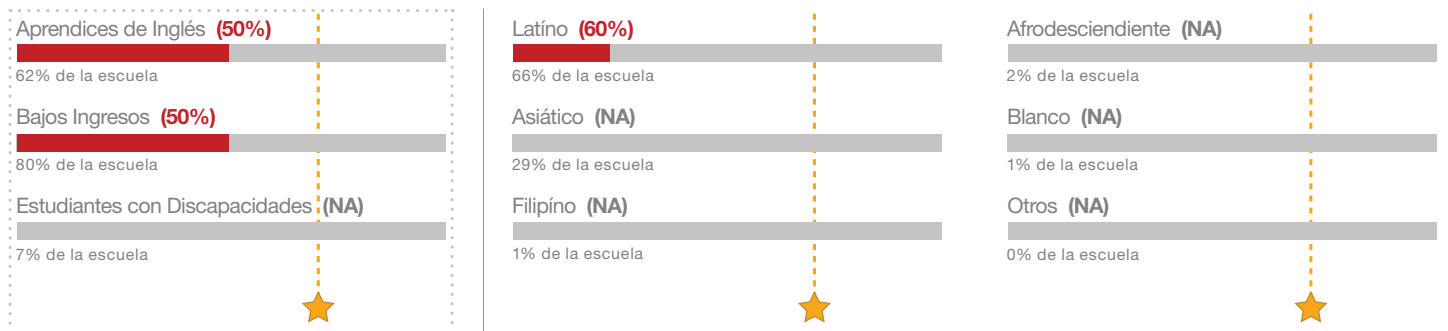 Aprendices de Inglés (50%)
62% de la escuela
Bajos Ingresos (50%)
80% de la escuela
Estudiantes con Discapacidades (NA)
7% de la escuela
Latíno (60%)
66% de la escuela
Asiático (NA)
29% de la escuela
Filipíno (NA)
1% de la escuela
Afrodesciendiente (NA)
2% de la escuela
Blanco (NA)
1% de la escuela
Otros (NA)
0% de la escuela